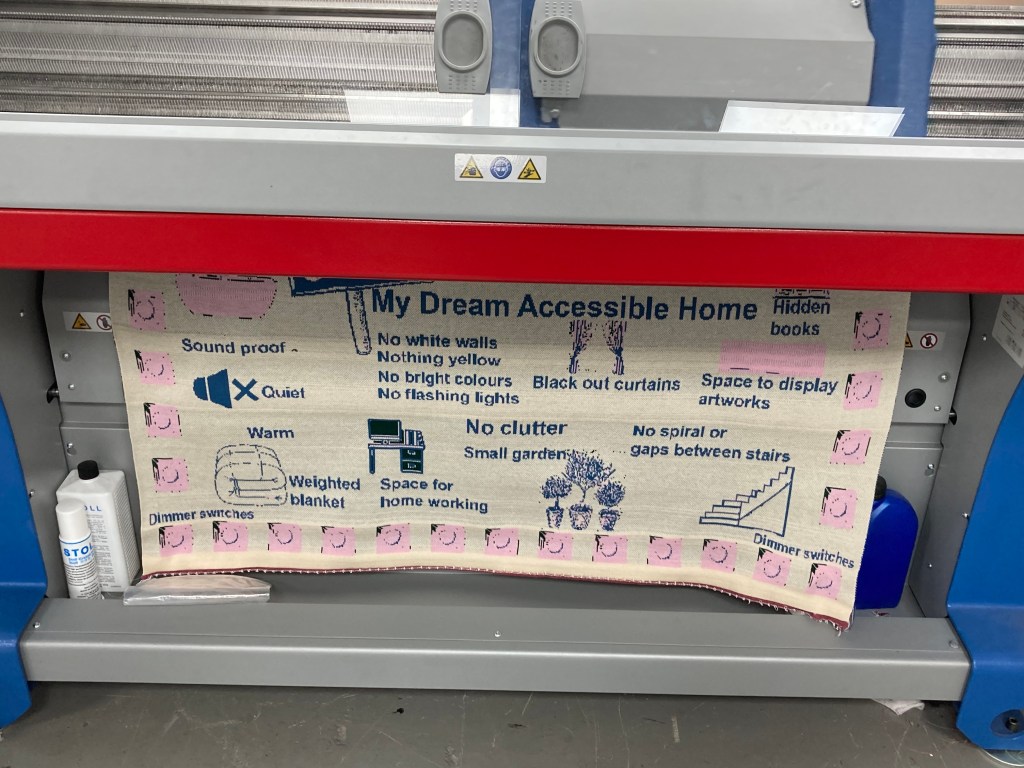 My Dream Accessible Home
Hidden
books
Sound proof
No white walls
Nothing yellow
No bright colours
No flashing lights
Quiet
Black out curtains
Space to display
artworks
Warm
No clutter
Small garden
No spiral or
gaps between stairs
Weighted
blanket
Space for
home working
Dimmer switches
Dimmer switches
STOLL